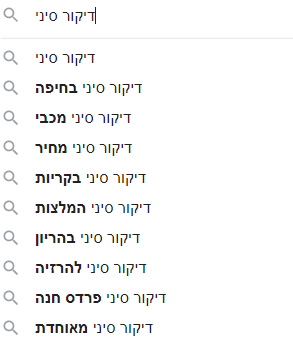 דיקור סיני
דיקור סיני
דיקור סיני בחיפה
דיקור סיני מכבי
דיקור סיני מחיר
דיקור סיני בקריות
דיקור סיני המלצות
דיקור סיני בהריון
דיקור סיני להרזיה
דיקור סיני פרדס חנה
דיקור סיני מאוחדת